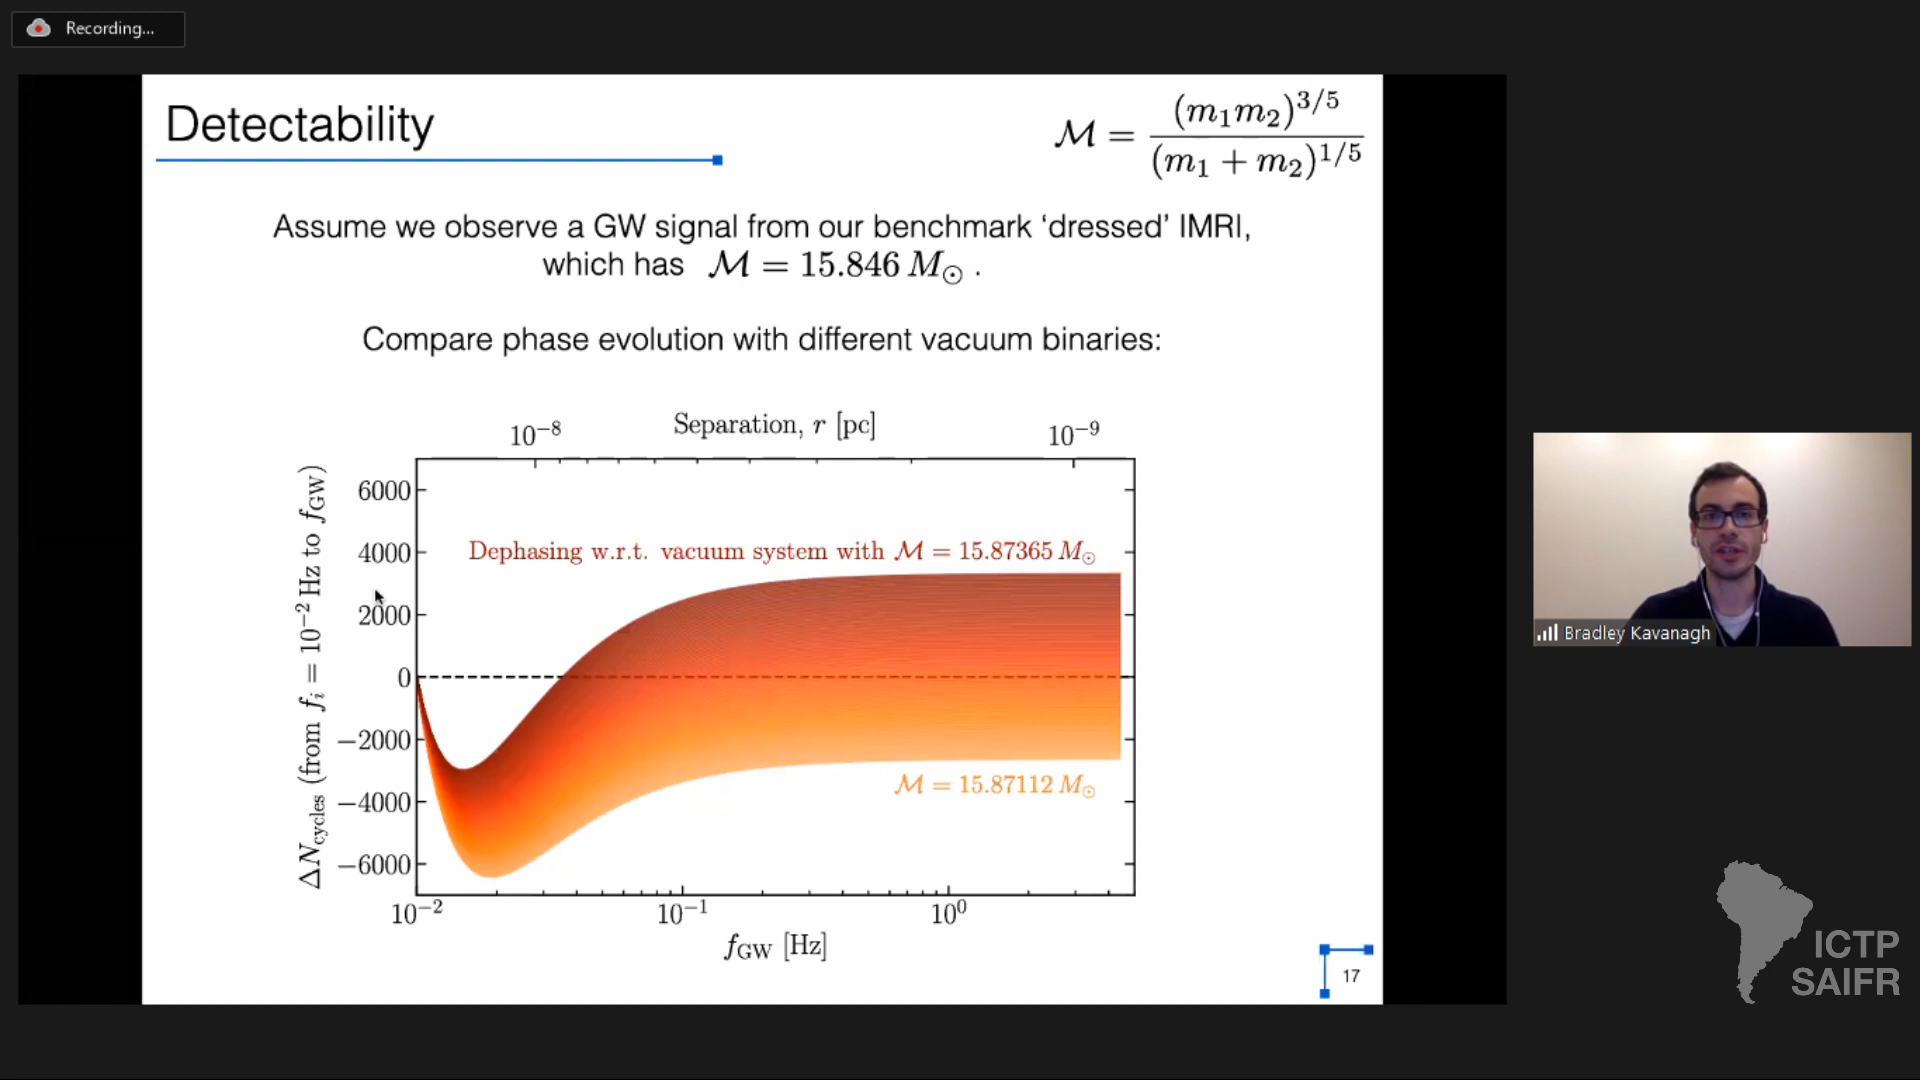 Recording...
Detectability
ℳ = (m₁m₂)^{3/5} / (m₁ + m₂)^{1/5}
Assume we observe a GW signal from our benchmark ‘dressed’ IMRI,
which has ℳ = 15.846 M⊙ .
Compare phase evolution with different vacuum binaries:
Separation, r [pc]
10⁻⁸ 10⁻⁹
ΔN_cycles (from f_i = 10⁻² Hz to f_GW)
6000
4000
2000
0
−2000
−4000
−6000
Dephasing w.r.t. vacuum system with ℳ = 15.87365 M⊙
ℳ = 15.87112 M⊙
10⁻² 10⁻¹ 10⁰
f_GW [Hz]
17
Bradley Kavanagh
ICTP
SAIFR